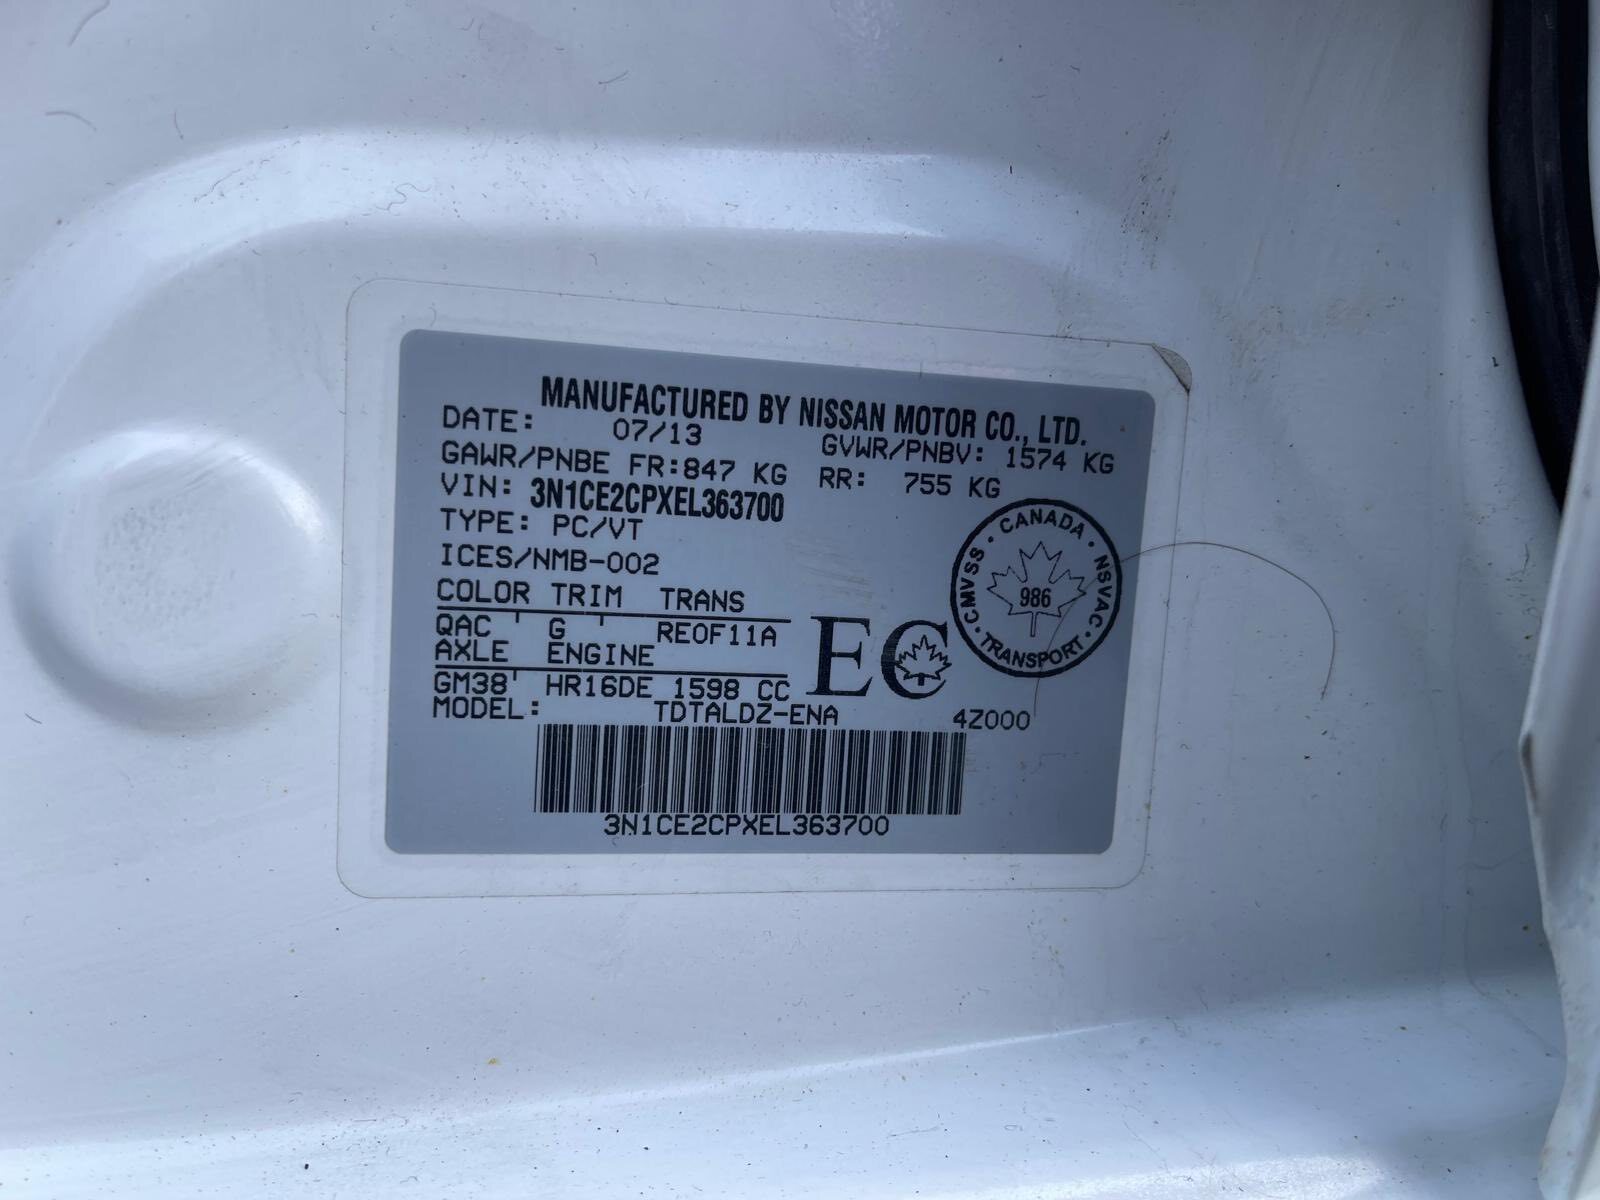 MANUFACTURED BY NISSAN MOTOR CO., LTD.
DATE: 07/13 GVWR/PNBV: 1574 KG
GAWR/PNBE FR:847 KG RR: 755 KG
VIN: 3N1CE2CPXEL363700
TYPE: PC/VT
ICES/NMB-002
COLOR TRIM TRANS
QAC ' G ' RE0F11A
AXLE ENGINE
GM38' HR16DE 1598 CC
MODEL: TDTALDZ-ENA 4Z000
EC
CMVSS · CANADA · NSVAC · TRANSPORT ·
986
3N1CE2CPXEL363700